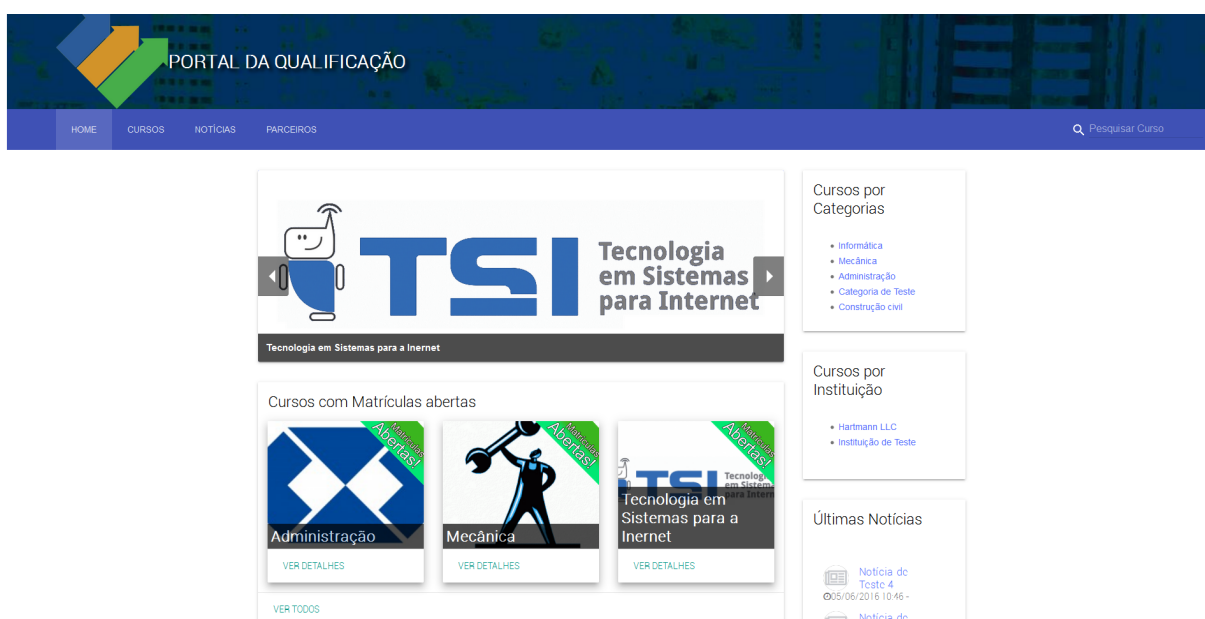 PORTAL DA QUALIFICAÇÃO
HOME
CURSOS
NOTÍCIAS
PARCEIROS
Pesquisar Curso
TSI
Tecnologia
em Sistemas
para Internet
Tecnologia em Sistemas para a Inernet
Cursos com Matrículas abertas
Matrículas
Abertas!
Administração
VER DETALHES
Matrículas
Abertas!
Mecânica
VER DETALHES
Matrículas
Abertas!
TSI
Tecnologia em
Sistemas para a
Inernet
VER DETALHES
VER TODOS
Cursos por
Categorias
Informática
Mecânica
Administração
Categoria de Teste
Construção civil
Cursos por
Instituição
Hartmann LLC
Instituição de Teste
Últimas Notícias
Notícia de
Teste 4
05/06/2016 10:46 -
Notícia de